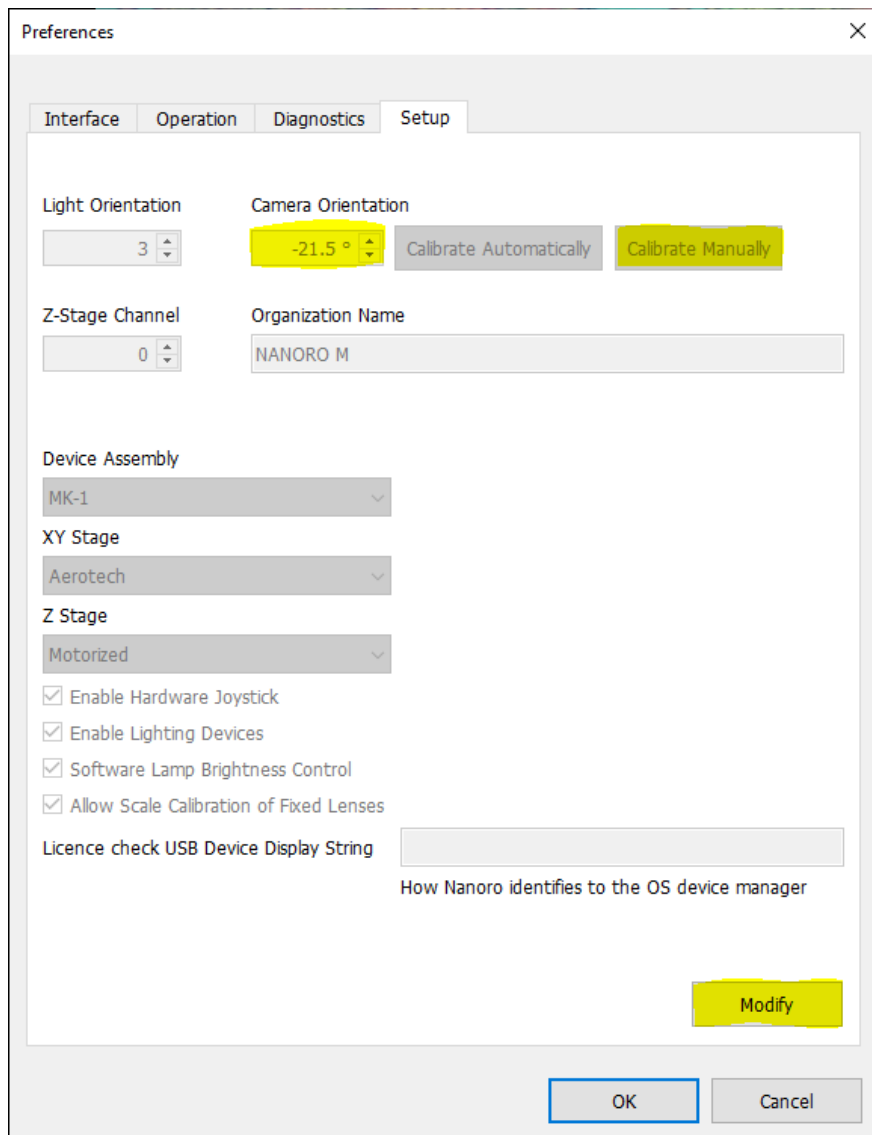 Preferences
Interface Operation Diagnostics Setup
Light Orientation Camera Orientation
3 -21.5 ° Calibrate Automatically Calibrate Manually
Z-Stage Channel Organization Name
0 NANORO M
Device Assembly
MK-1
XY Stage
Aerotech
Z Stage
Motorized
Enable Hardware Joystick
Enable Lighting Devices
Software Lamp Brightness Control
Allow Scale Calibration of Fixed Lenses
Licence check USB Device Display String
How Nanoro identifies to the OS device manager
Modify
OK Cancel